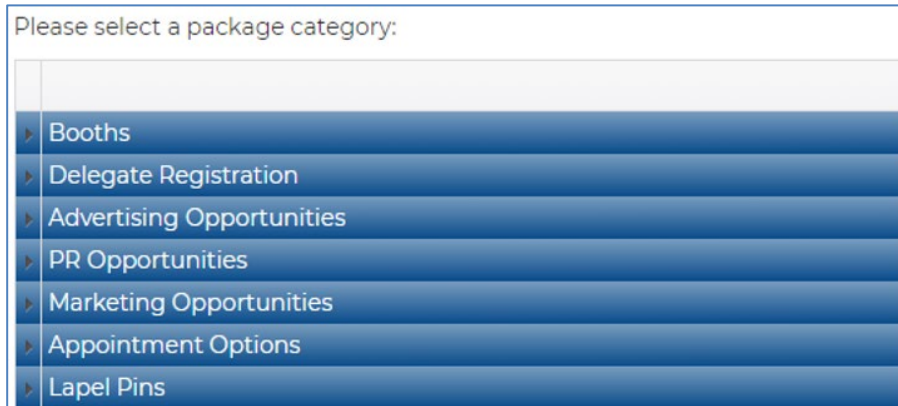 Please select a package category:
Booths
Delegate Registration
Advertising Opportunities
PR Opportunities
Marketing Opportunities
Appointment Options
Lapel Pins